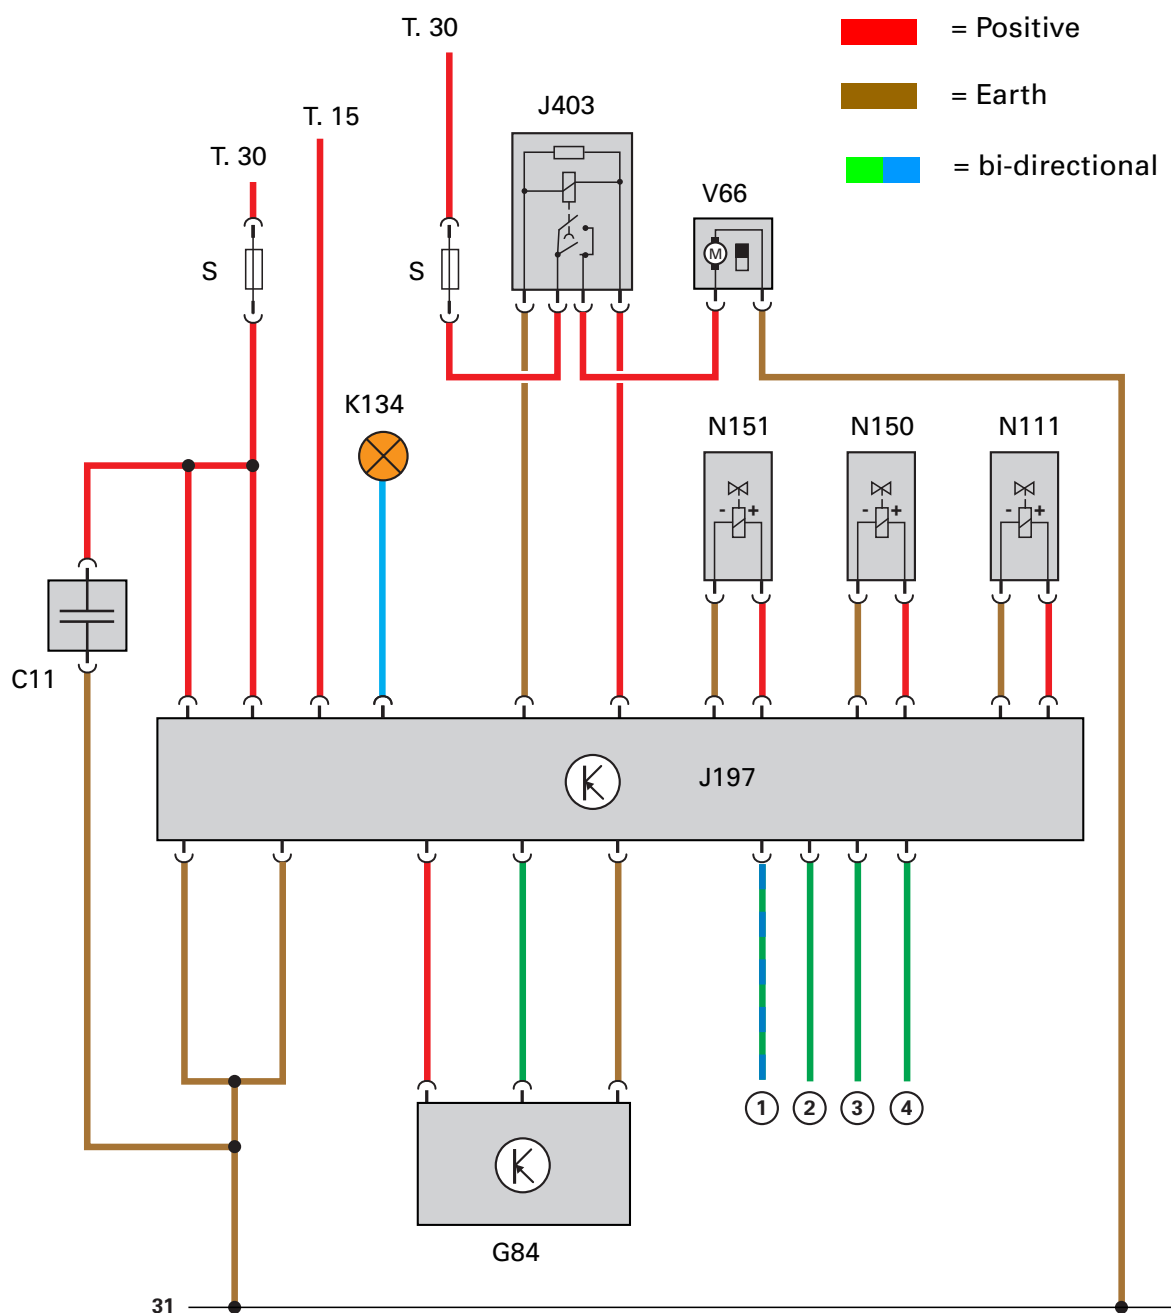 T. 30
= Positive
= Earth
J403
T. 15
T. 30
= bi-directional
V66
M
S
S
K134
N151
N150
N111
- +
- +
- +
C11
J197
1
2
3
4
G84
31